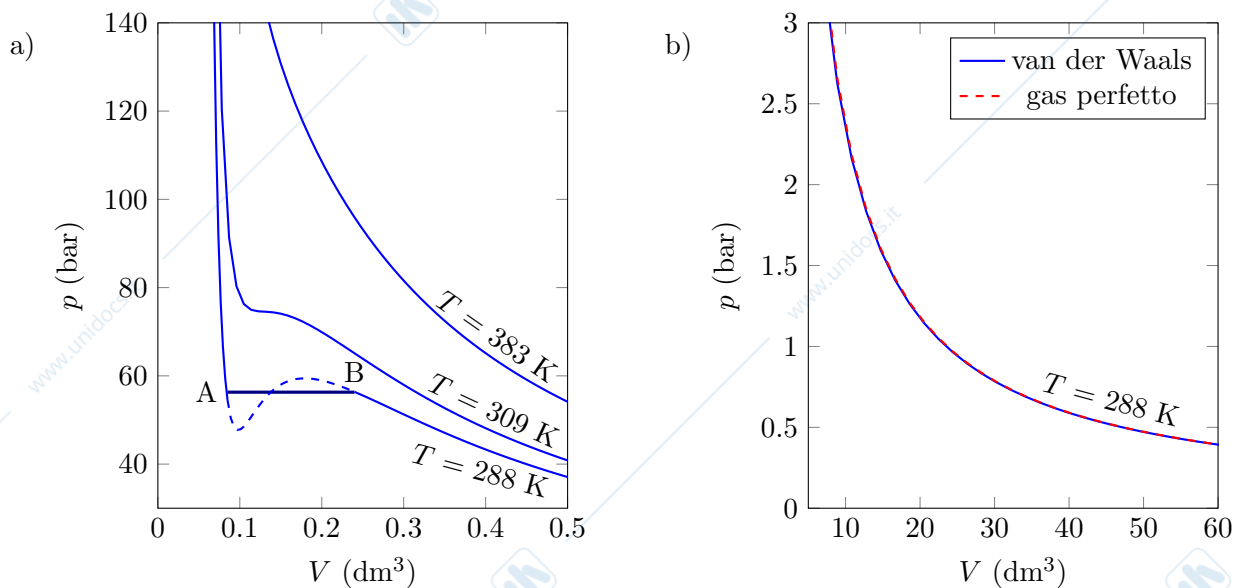 a)
140
120
100
80
60
40
p (bar)
0
0.1
0.2
0.3
0.4
0.5
V (dm³)
T = 383 K
T = 309 K
T = 288 K
A
B
b)
3
2.5
2
1.5
1
0.5
0
p (bar)
10
20
30
40
50
60
V (dm³)
van der Waals
gas perfetto
T = 288 K
www.unidocs
www.unidocs.it